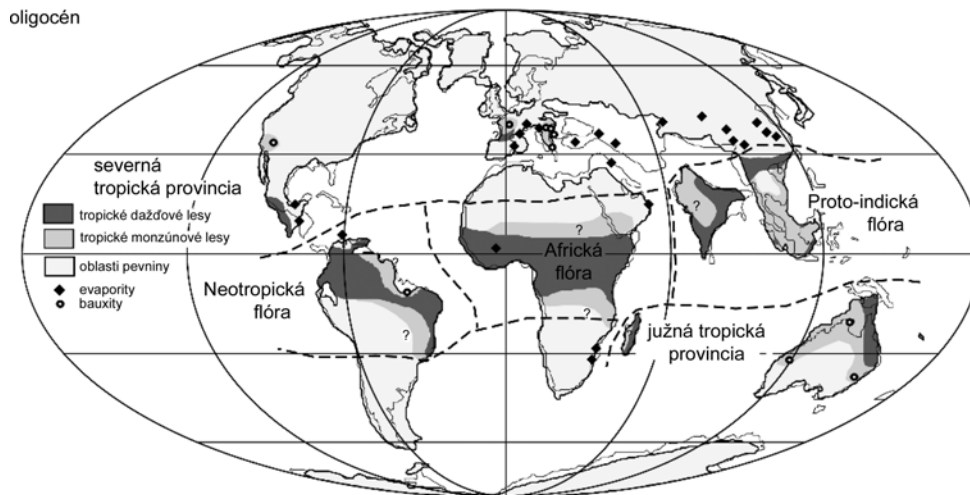 oligocén
severná
tropická provincia
tropické dažďové lesy
tropické monzúnové lesy
oblasti pevniny
evapority
bauxity
Neotropická
flóra
?
?
Africká
flóra
?
?
Proto-indická
flóra
južná tropická
provincia